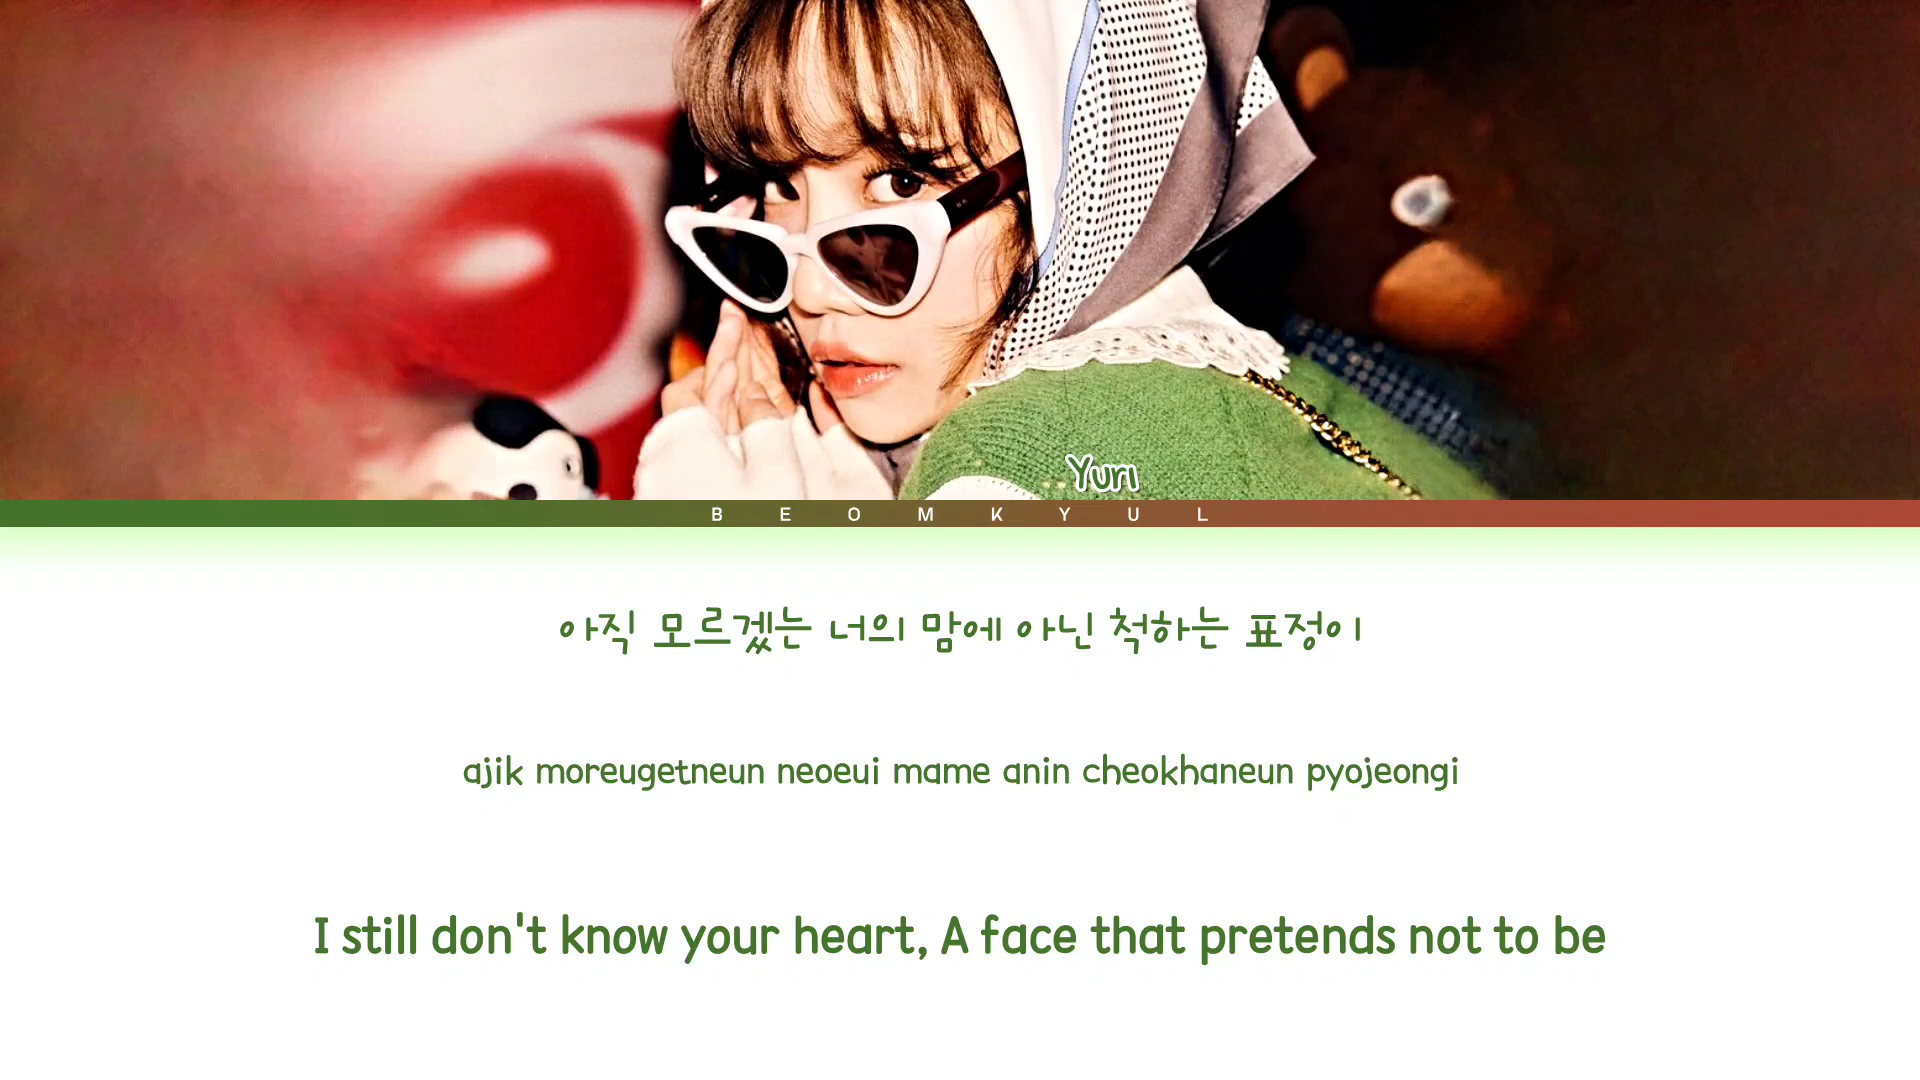 Yuri
BEOMKYUL
아직 모르겠는 너의 맘에 아닌 척하는 표정이
ajik moreugetneun neoeui mame anin cheokhaneun pyojeongi
I still don't know your heart, A face that pretends not to be